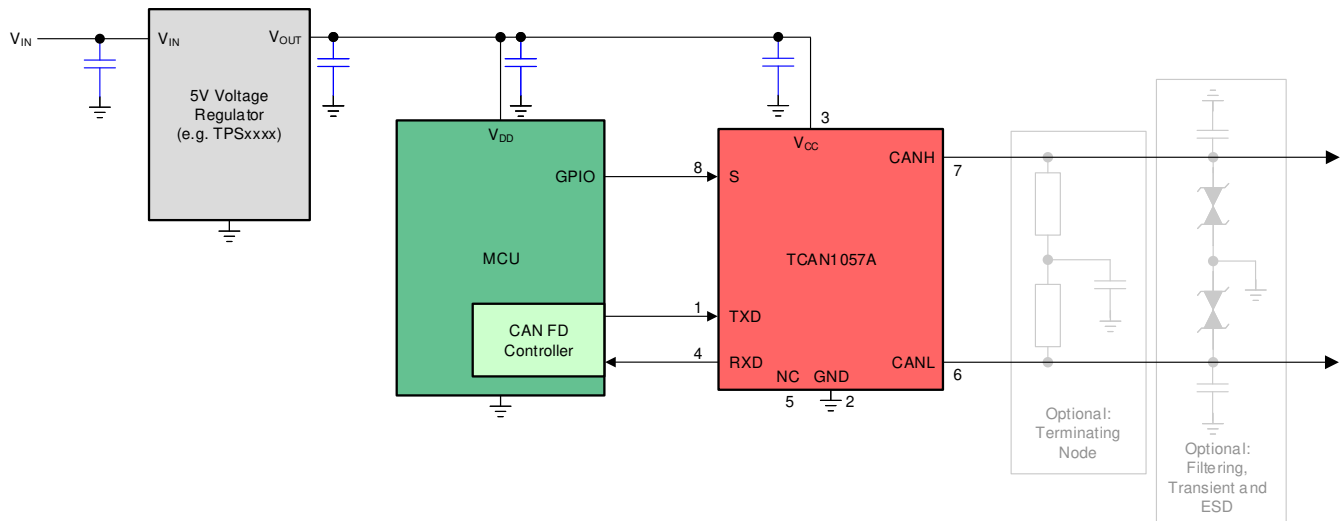 VIN
VIN
VOUT
5V Voltage
Regulator
(e.g. TPSxxxx)
VDD
GPIO
MCU
CAN FD
Controller
8
1
4
3
VCC
S
CANH
7
TCAN1057A
TXD
RXD
NC
GND
CANL
6
5
2
Optional:
Terminating
Node
Optional:
Filtering,
Transient and
ESD